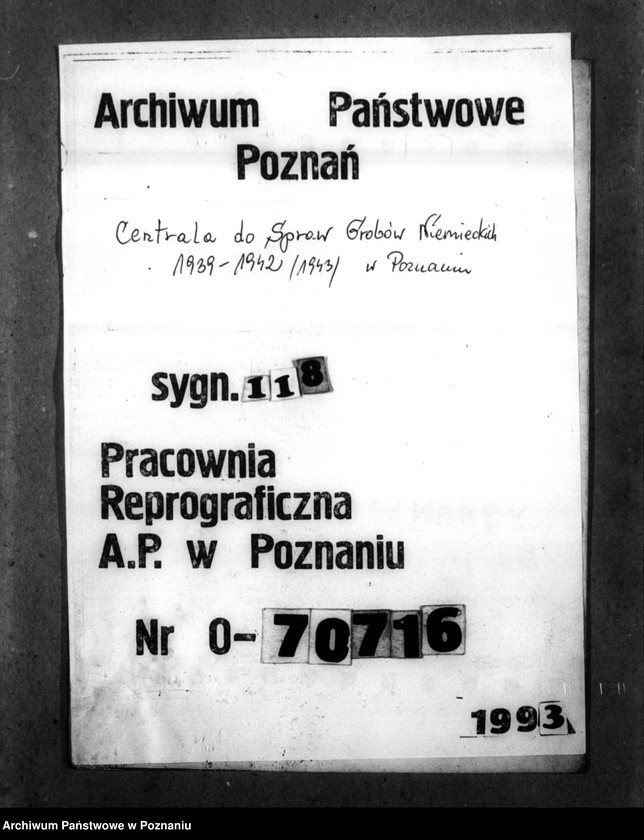 Archiwum Państwowe
Poznań
Centrala do Spraw Grobów Niemieckich
1939-1942 /1943/ w Poznaniu
sygn. 118
Pracownia
Reprograficzna
A.P. w Poznaniu
Nr O-70716
1993
Archiwum Państwowe w Poznaniu